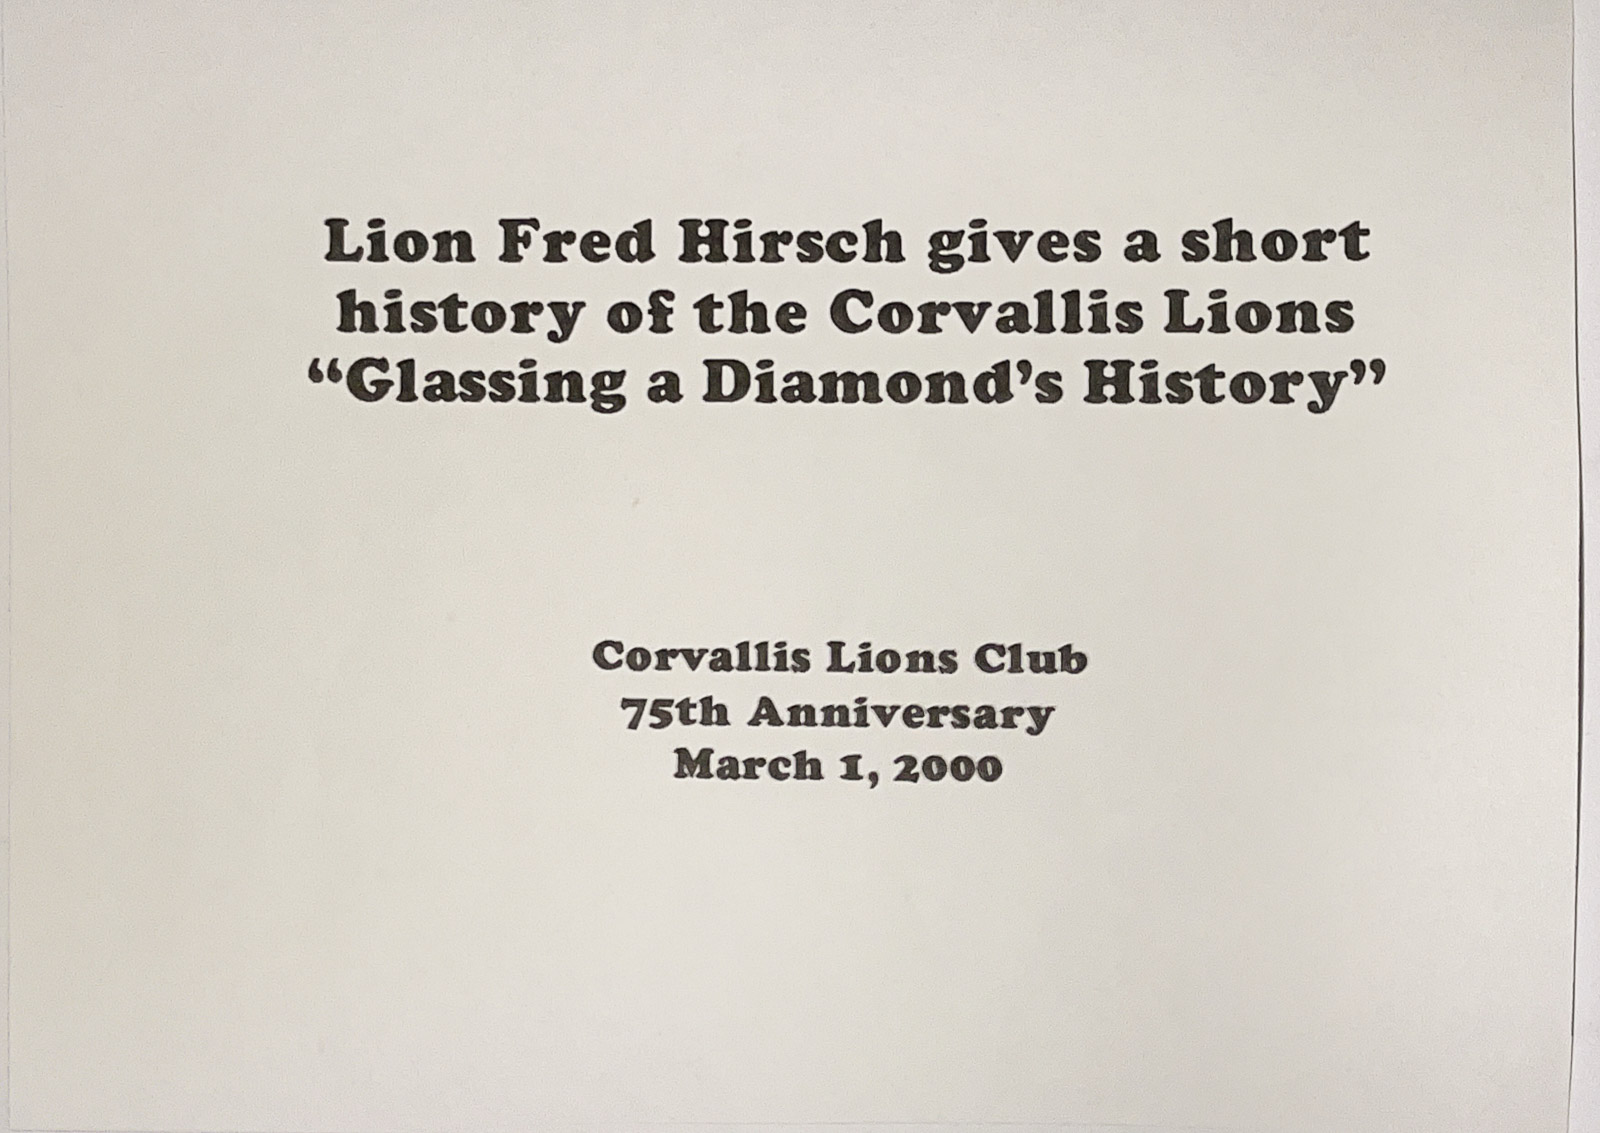 Lion Fred Hirsch gives a short
history of the Corvallis Lions
“Glassing a Diamond’s History”
Corvallis Lions Club
75th Anniversary
March 1, 2000